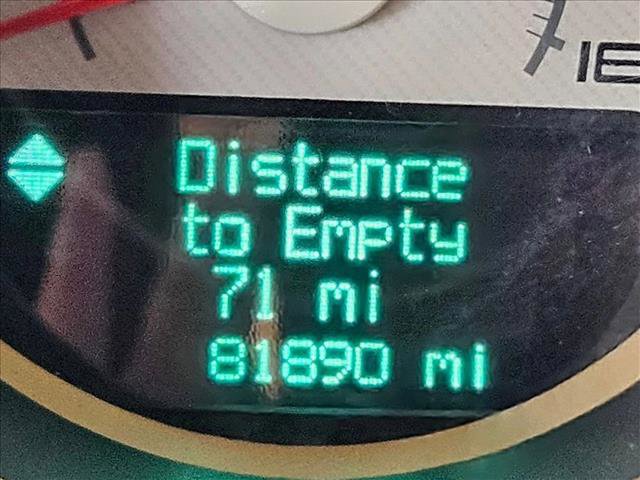 Distance
to Empty
71 mi
81890 mi